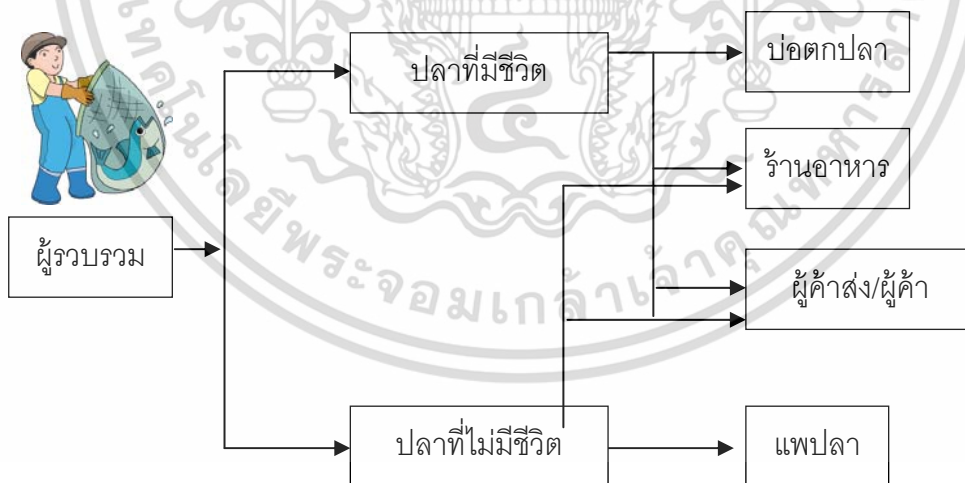 ปลาที่มีชีวิต
บ่อตกปลา
ร้านอาหาร
ผู้รวบรวม
ผู้ค้าส่ง/ผู้ค้า
ปลาที่ไม่มีชีวิต
แพปลา